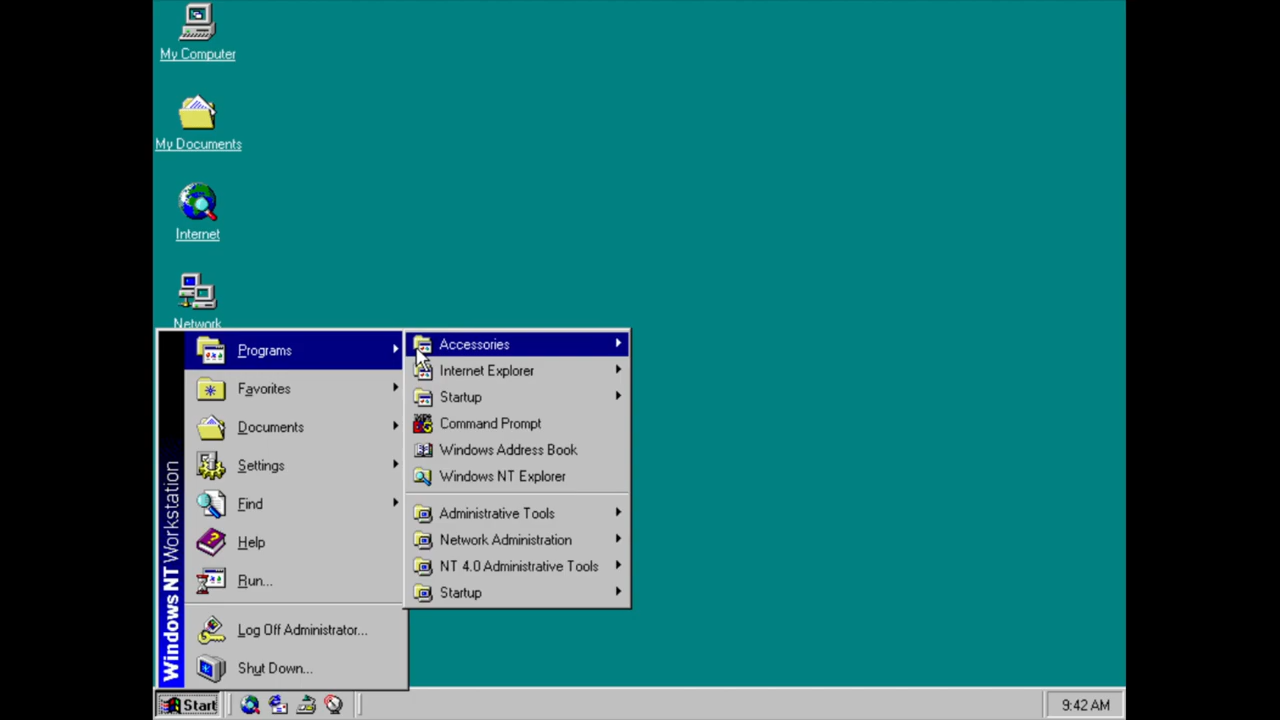 My Computer
My Documents
Internet
Network
Programs
Favorites
Documents
Settings
Find
Help
Run...
Log Off Administrator...
Shut Down...
Windows NT Workstation
Accessories
Internet Explorer
Startup
Command Prompt
Windows Address Book
Windows NT Explorer
Administrative Tools
Network Administration
NT 4.0 Administrative Tools
Startup
Start
9:42 AM